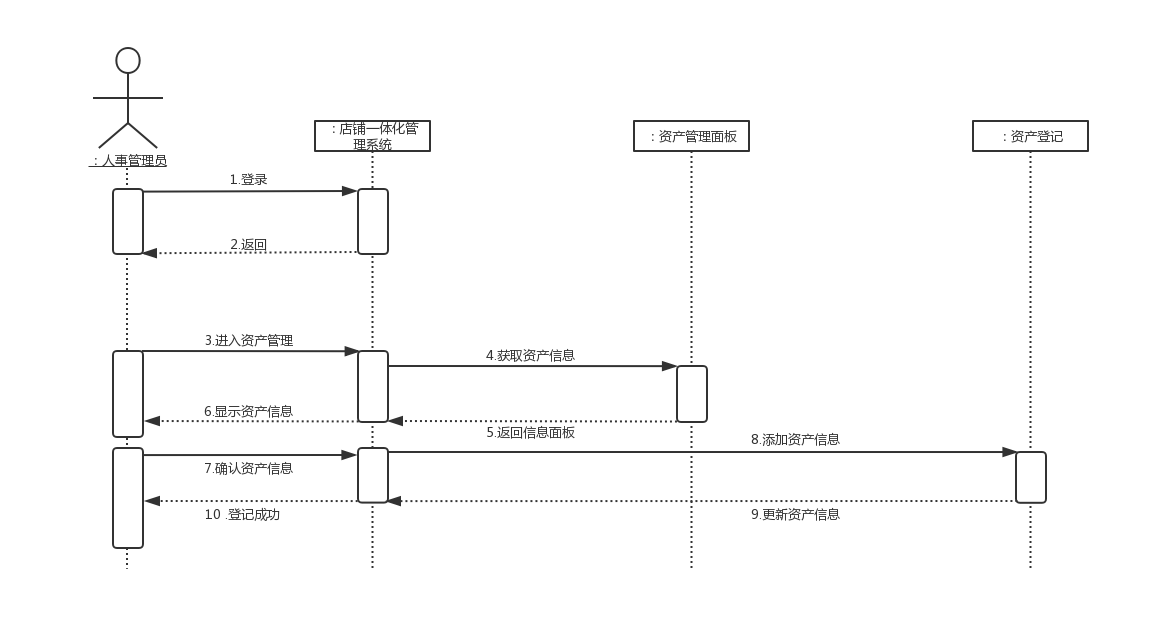 : 店铺一体化管
理系统
: 资产管理面板
: 资产登记
: 人事管理员
1.登录
2.返回
3.进入资产管理
4.获取资产信息
6.显示资产信息
5.返回信息面板
8.添加资产信息
7.确认资产信息
10 .登记成功
9.更新资产信息